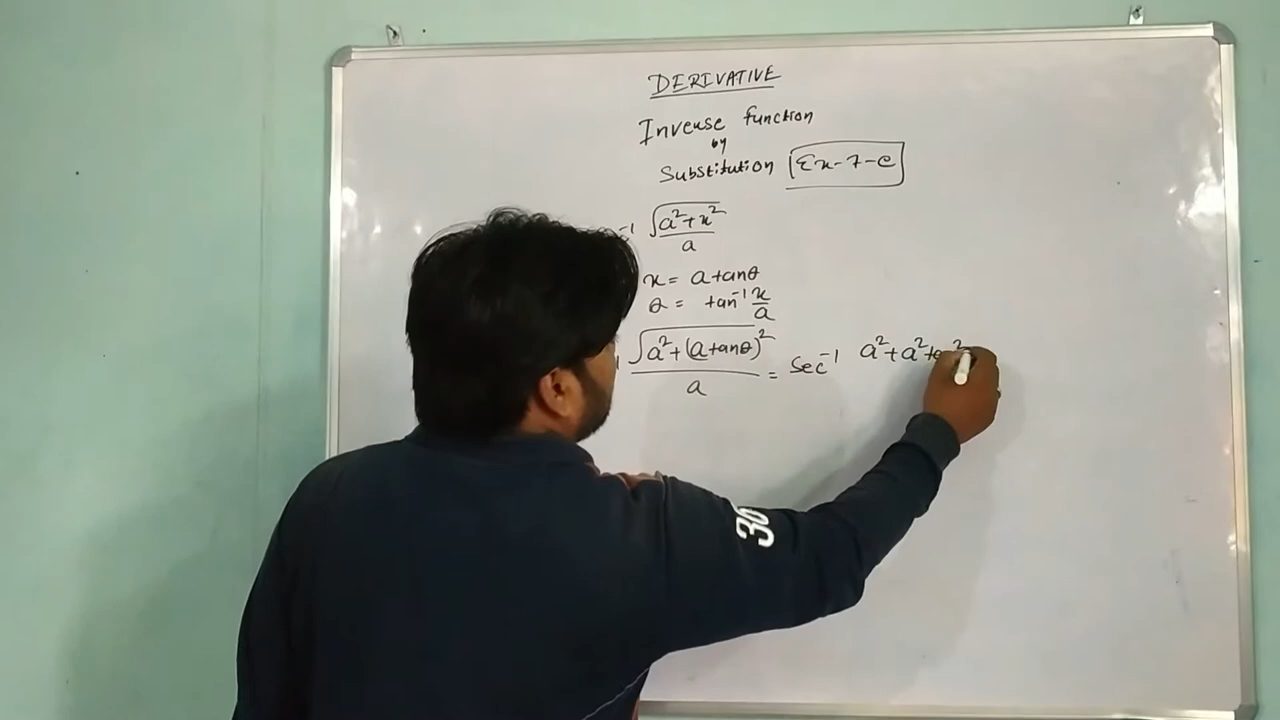 DERIVATIVE
Invense function
by
Substitution Ex-7-e
-1 √a²+x² / a
x = a tanθ
θ = tan⁻¹ x/a
√a²+(a tanθ)² / a = Sec⁻¹ a²+a²
30